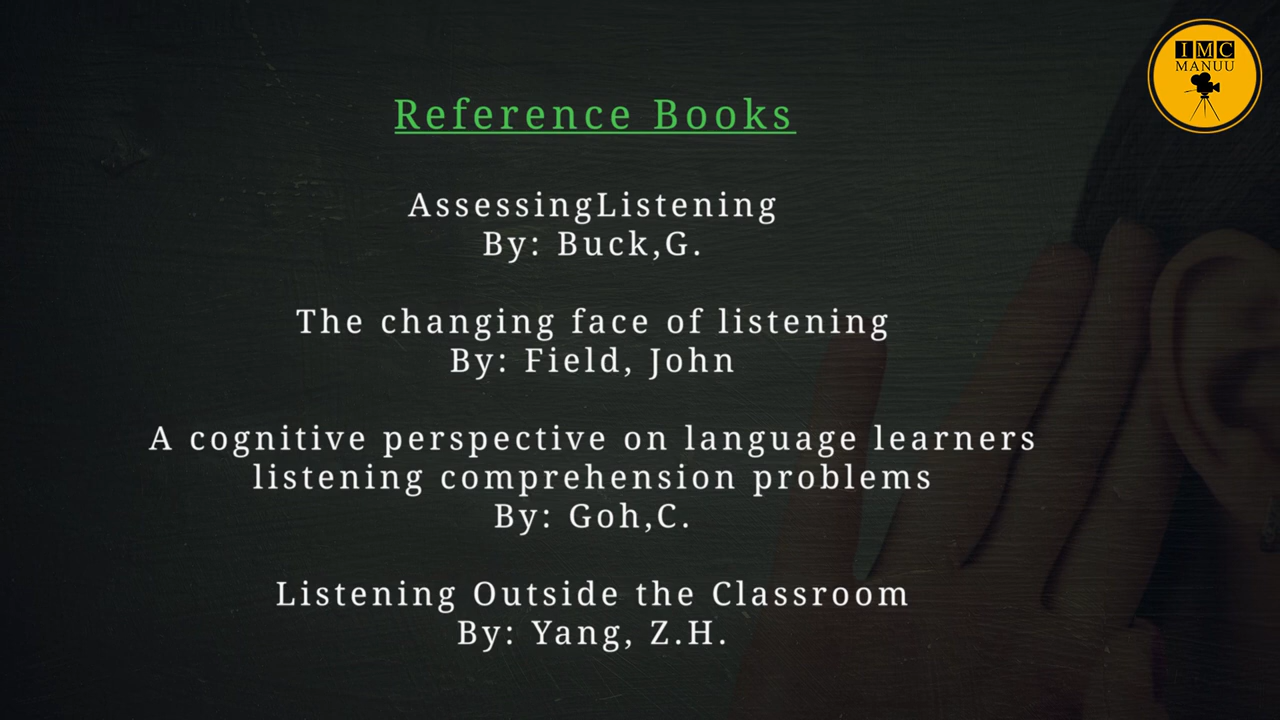 IMC
MANUU
Reference Books
AssessingListening
By: Buck,G.
The changing face of listening
By: Field, John
A cognitive perspective on language learners
listening comprehension problems
By: Goh,C.
Listening Outside the Classroom
By: Yang, Z.H.